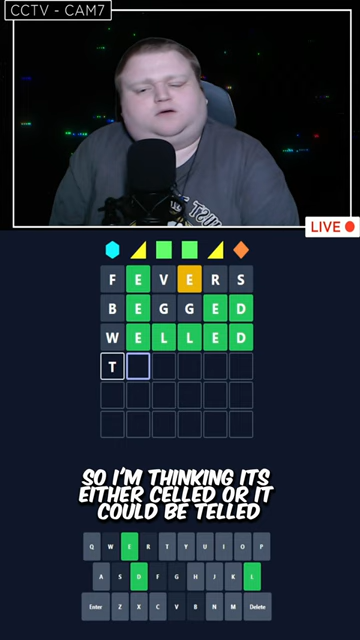 CCTV - CAM7
LIVE
F E V E R S
B E G G E D
W E L L E D
T
SO I'M THINKING ITS
EITHER CELLED OR IT
COULD BE TELLED
Q W E R T Y U I O P
A S D F G H J K L
Enter Z X C V B N M Delete